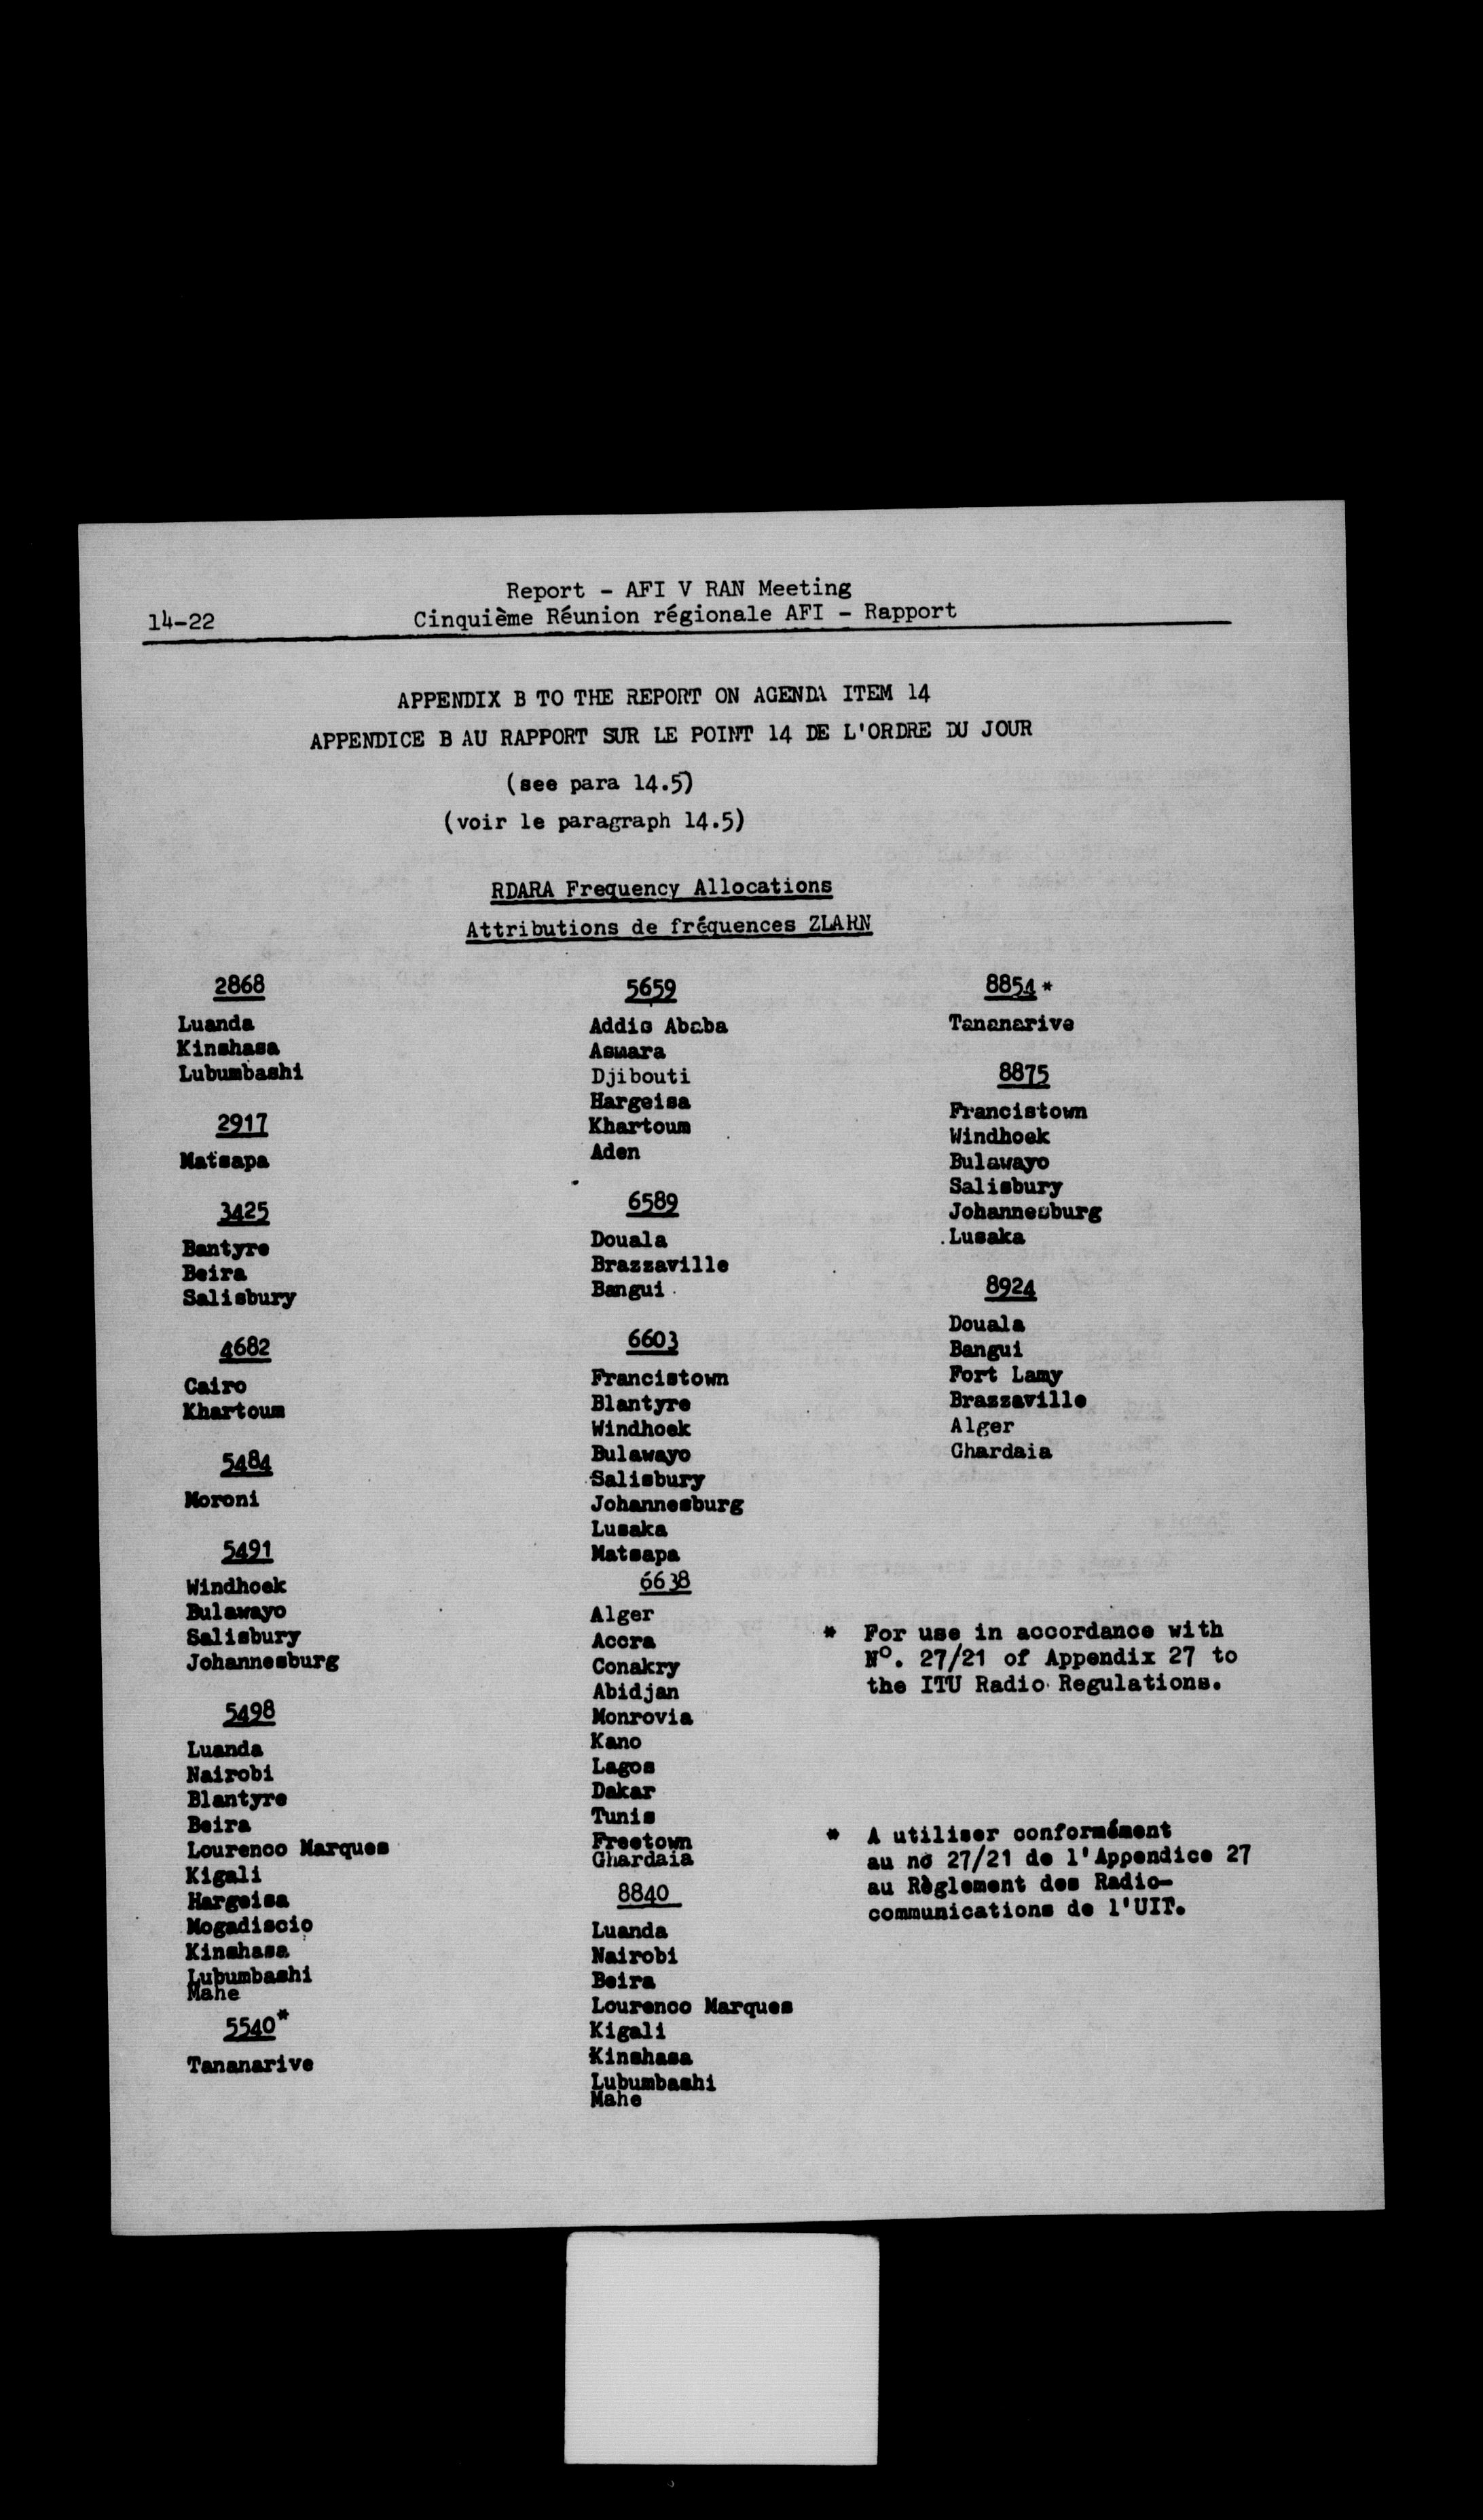 Report - AFI V RAN Meeting
14-22
Cinquième Réunion régionale AFI - Rapport
APPENDIX B TO THE REPORT ON AGENDA ITEM 14
APPENDICE B AU RAPPORT SUR LE POINT 14 DE L'ORDRE DU JOUR
(see para 14.5)
(voir le paragraph 14.5)
RDARA Frequency Allocations
Attributions de fréquences ZLARN
2868
Luanda
Kinshasa
Lubumbashi
2917
Matsapa
3425
Bantyre
Beira
Salisbury
4682
Cairo
Khartoum
5484
Moroni
5491
Windhoek
Bulawayo
Salisbury
Johannesburg
5498
Luanda
Nairobi
Blantyre
Beira
Lourenco Marques
Kigali
Hargeisa
Mogadiscio
Kinshasa
Lubumbashi
Mahe
5540*
Tananarive
5659
Addis Ababa
Asmara
Djibouti
Hargeisa
Khartoum
Aden
6589
Douala
Brazzaville
Bangui
6603
Francistown
Blantyre
Windhoek
Bulawayo
Salisbury
Johannesburg
Lusaka
Matsapa
6638
Alger
Accra
Conakry
Abidjan
Monrovia
Kano
Lagos
Dakar
Tunis
Freetown
Ghardaia
8840
Luanda
Nairobi
Beira
Lourenco Marques
Kigali
Kinshasa
Lubumbashi
Mahe
8854*
Tananarive
8875
Francistown
Windhoek
Bulawayo
Salisbury
Johannesburg
Lusaka
8924
Douala
Bangui
Fort Lamy
Brazzaville
Alger
Ghardaia
* For use in accordance with
Nº. 27/21 of Appendix 27 to
the ITU Radio Regulations.
* A utiliser conformément
au no 27/21 de l'Appendice 27
au Règlement des Radio-
communications de l'UIT.